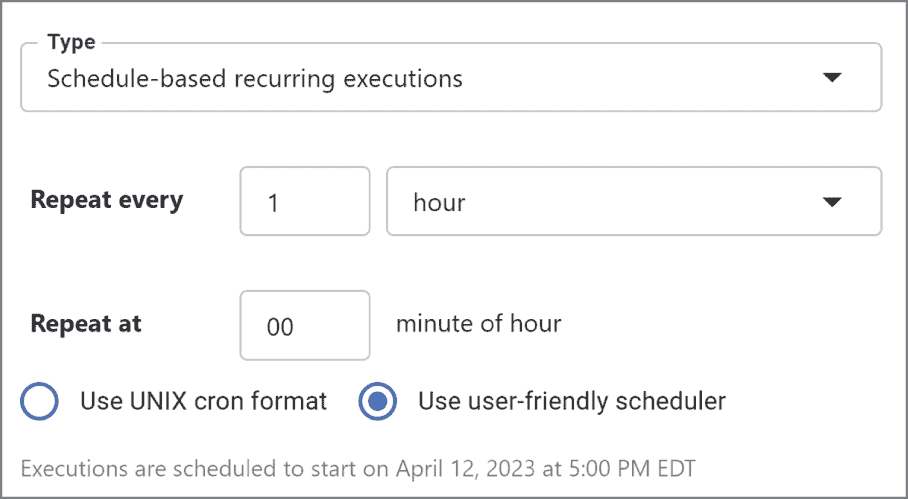 Type
Schedule-based recurring executions
Repeat every 1 hour
Repeat at 00 minute of hour
Use UNIX cron format Use user-friendly scheduler
Executions are scheduled to start on April 12, 2023 at 5:00 PM EDT